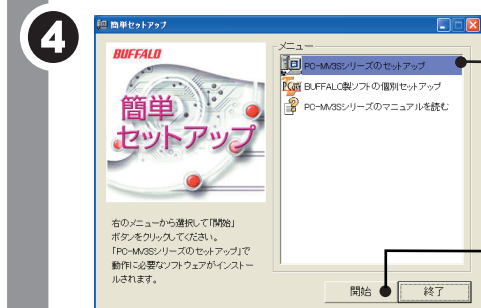 4
簡単セットアップ
BUFFALO
簡単
セットアップ
右のメニューから選択して「開始」
ボタンをクリックしてください。
「PC-MV3Sシリーズのセットアップ」で
動作に必要なソフトウェアがインストー
ルされます。
メニュー
PC-MV3Sシリーズのセットアップ
BUFFALO製ソフトの個別セットアップ
PC-MV3Sシリーズのマニュアルを読む
開始
終了